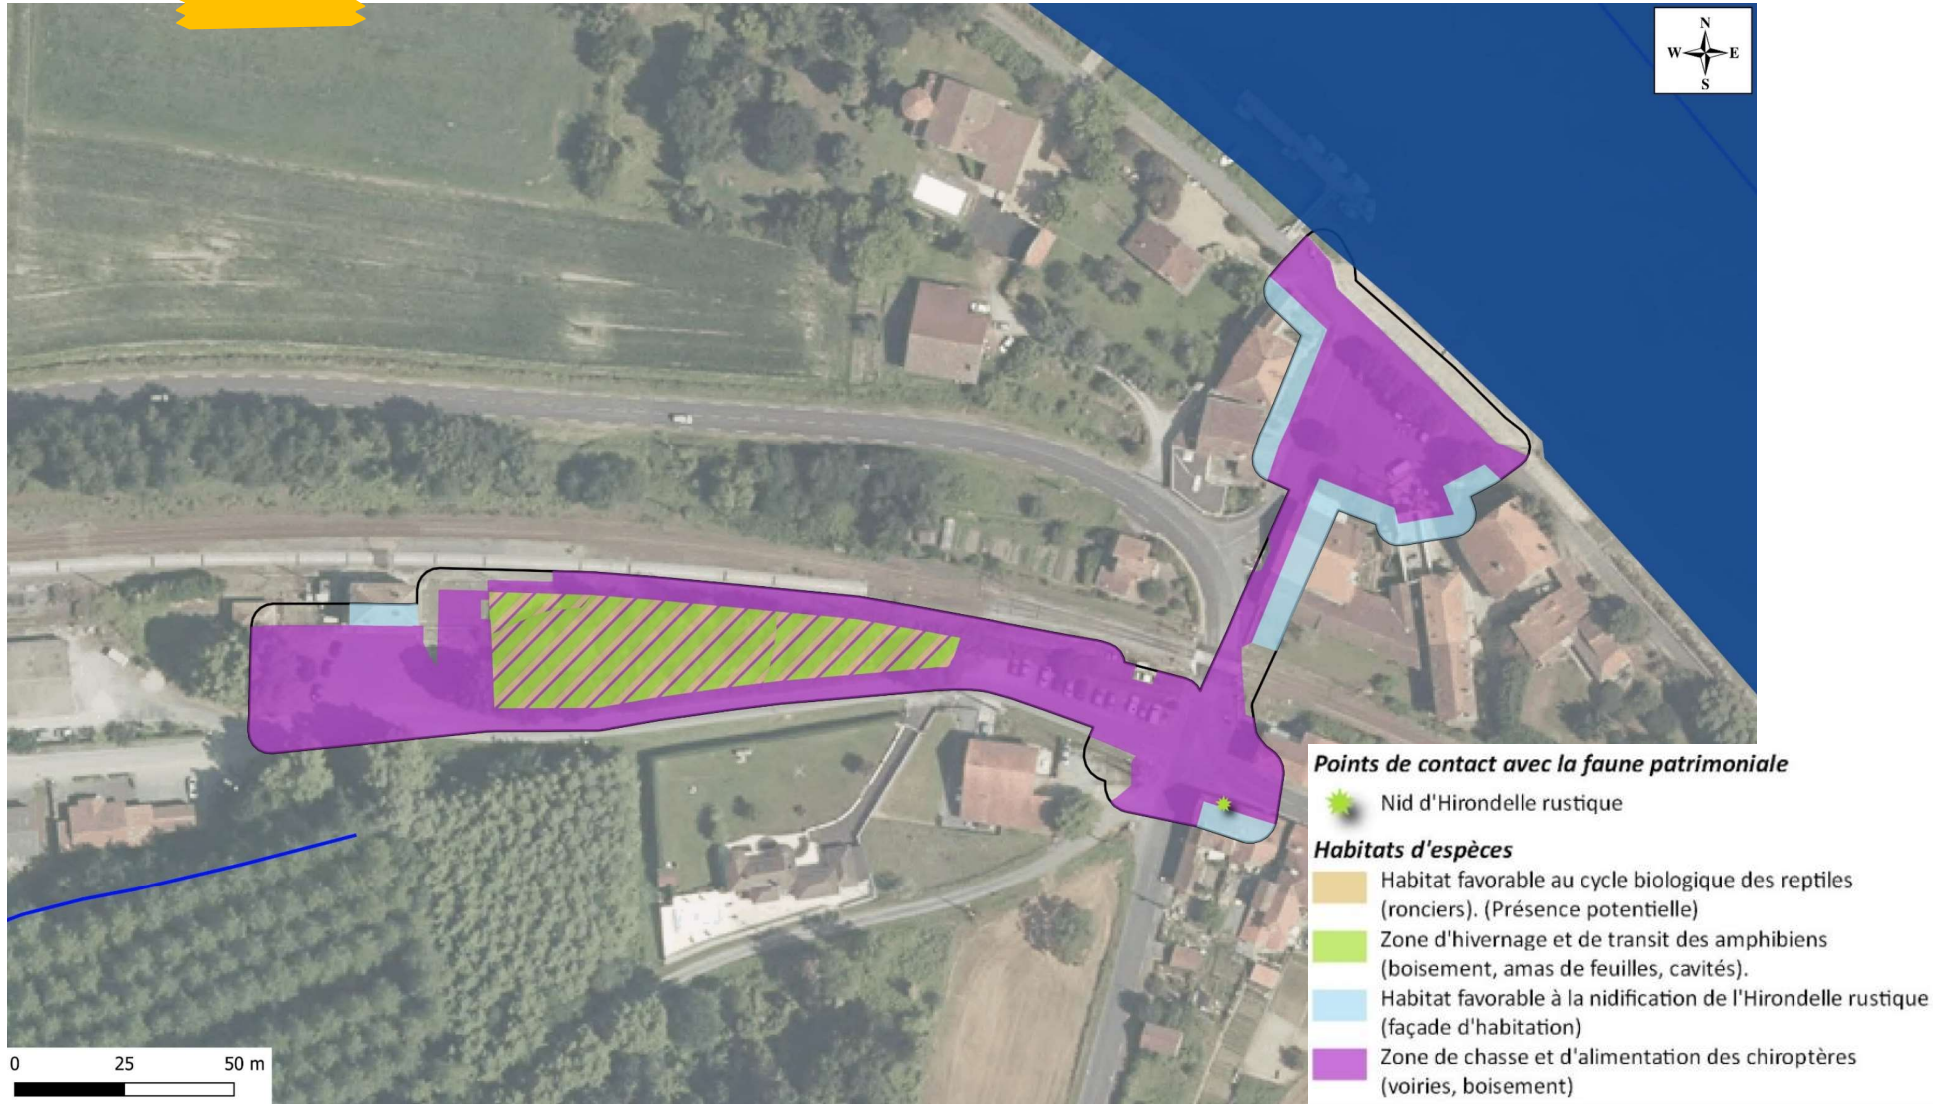 N
W E
S
Points de contact avec la faune patrimoniale
Nid d'Hirondelle rustique
Habitats d'espèces
Habitat favorable au cycle biologique des reptiles
(ronciers). (Présence potentielle)
Zone d'hivernage et de transit des amphibiens
(boisement, amas de feuilles, cavités).
Habitat favorable à la nidification de l'Hirondelle rustique
(façade d'habitation)
Zone de chasse et d'alimentation des chiroptères
(voiries, boisement)
0 25 50 m